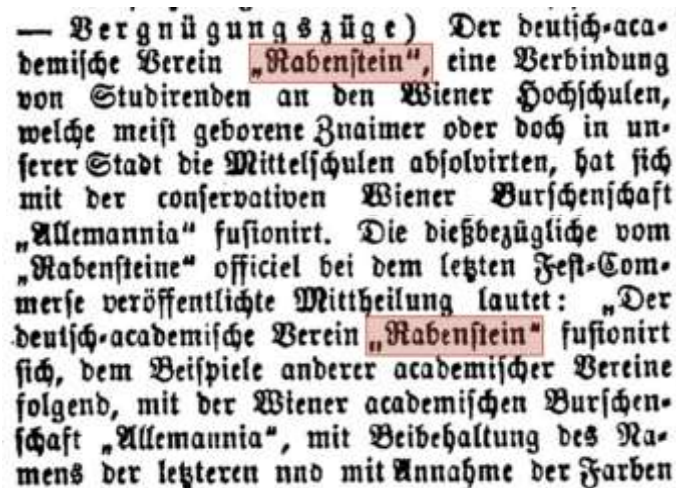 — Vergnügungszüge) Der deutsch-aca-
demische Verein „Rabenstein“, eine Verbindung
von Studirenden an den Wiener Hochschulen,
welche meist geborene Znaimer oder doch in un-
serer Stadt die Mittelschulen absolvirten, hat sich
mit der conservativen Wiener Burschenschaft
„Allemannia“ fusionirt. Die dießbezügliche vom
„Rabensteine“ officiel bei dem letzten Fest-Com-
merse veröffentlichte Mittheilung lautet: „Der
deutsch-academische Verein „Rabenstein“ fusionirt
sich, dem Beispiele anderer academischer Vereine
folgend, mit der Wiener academischen Burschen-
schaft „Allemannia“, mit Beibehaltung des Na-
mens der letzteren nnd mit Annahme der Farben